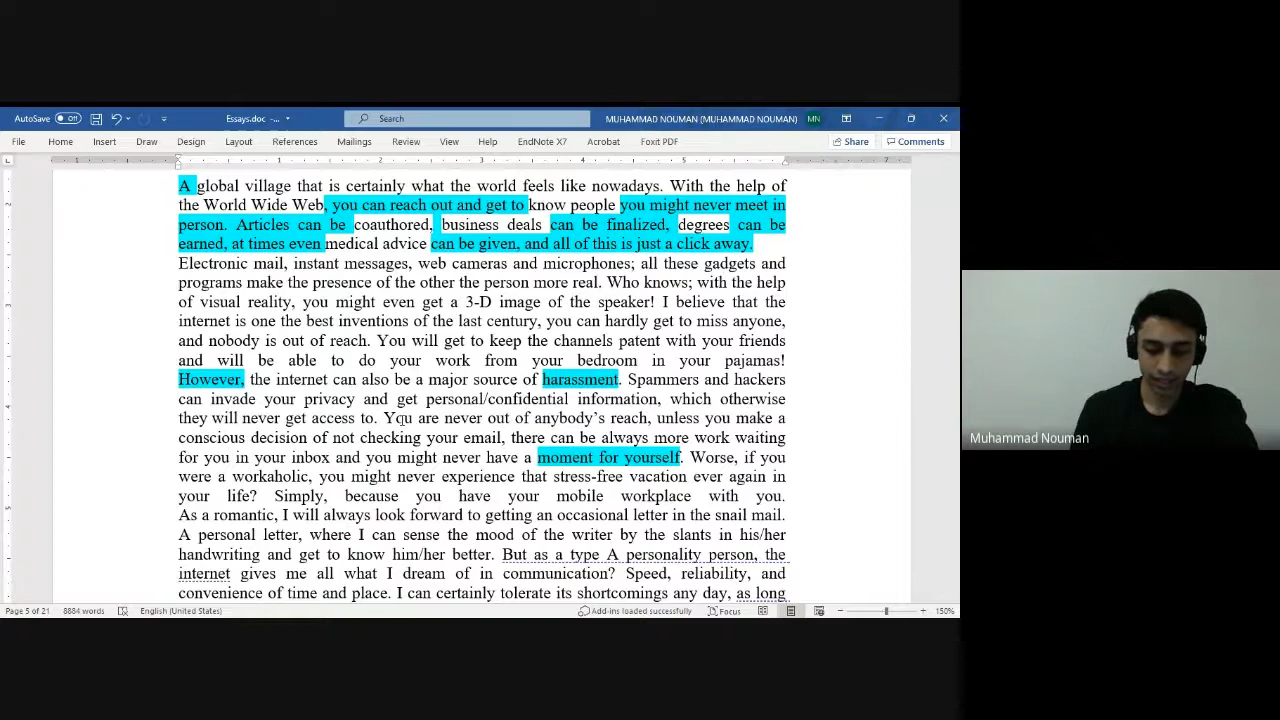 AutoSave Off Essays.doc -... Search MUHAMMAD NOUMAN (MUHAMMAD NOUMAN) MN
File Home Insert Draw Design Layout References Mailings Review View Help EndNote X7 Acrobat Foxit PDF Share Comments
1 1 2 3 4 5 6 7
A global village that is certainly what the world feels like nowadays. With the help of
the World Wide Web, you can reach out and get to know people you might never meet in
person. Articles can be coauthored, business deals can be finalized, degrees can be
earned, at times even medical advice can be given, and all of this is just a click away.
Electronic mail, instant messages, web cameras and microphones; all these gadgets and
programs make the presence of the other the person more real. Who knows; with the help
of visual reality, you might even get a 3-D image of the speaker! I believe that the
internet is one the best inventions of the last century, you can hardly get to miss anyone,
and nobody is out of reach. You will get to keep the channels patent with your friends
and will be able to do your work from your bedroom in your pajamas!
However, the internet can also be a major source of harassment. Spammers and hackers
can invade your privacy and get personal/confidential information, which otherwise
they will never get access to. You are never out of anybody's reach, unless you make a
conscious decision of not checking your email, there can be always more work waiting
for you in your inbox and you might never have a moment for yourself. Worse, if you
were a workaholic, you might never experience that stress-free vacation ever again in
your life? Simply, because you have your mobile workplace with you.
As a romantic, I will always look forward to getting an occasional letter in the snail mail.
A personal letter, where I can sense the mood of the writer by the slants in his/her
handwriting and get to know him/her better. But as a type A personality person, the
internet gives me all what I dream of in communication? Speed, reliability, and
convenience of time and place. I can certainly tolerate its shortcomings any day, as long
Page 5 of 21 8884 words English (United States) Add-ins loaded successfully Focus 150%
Muhammad Nouman